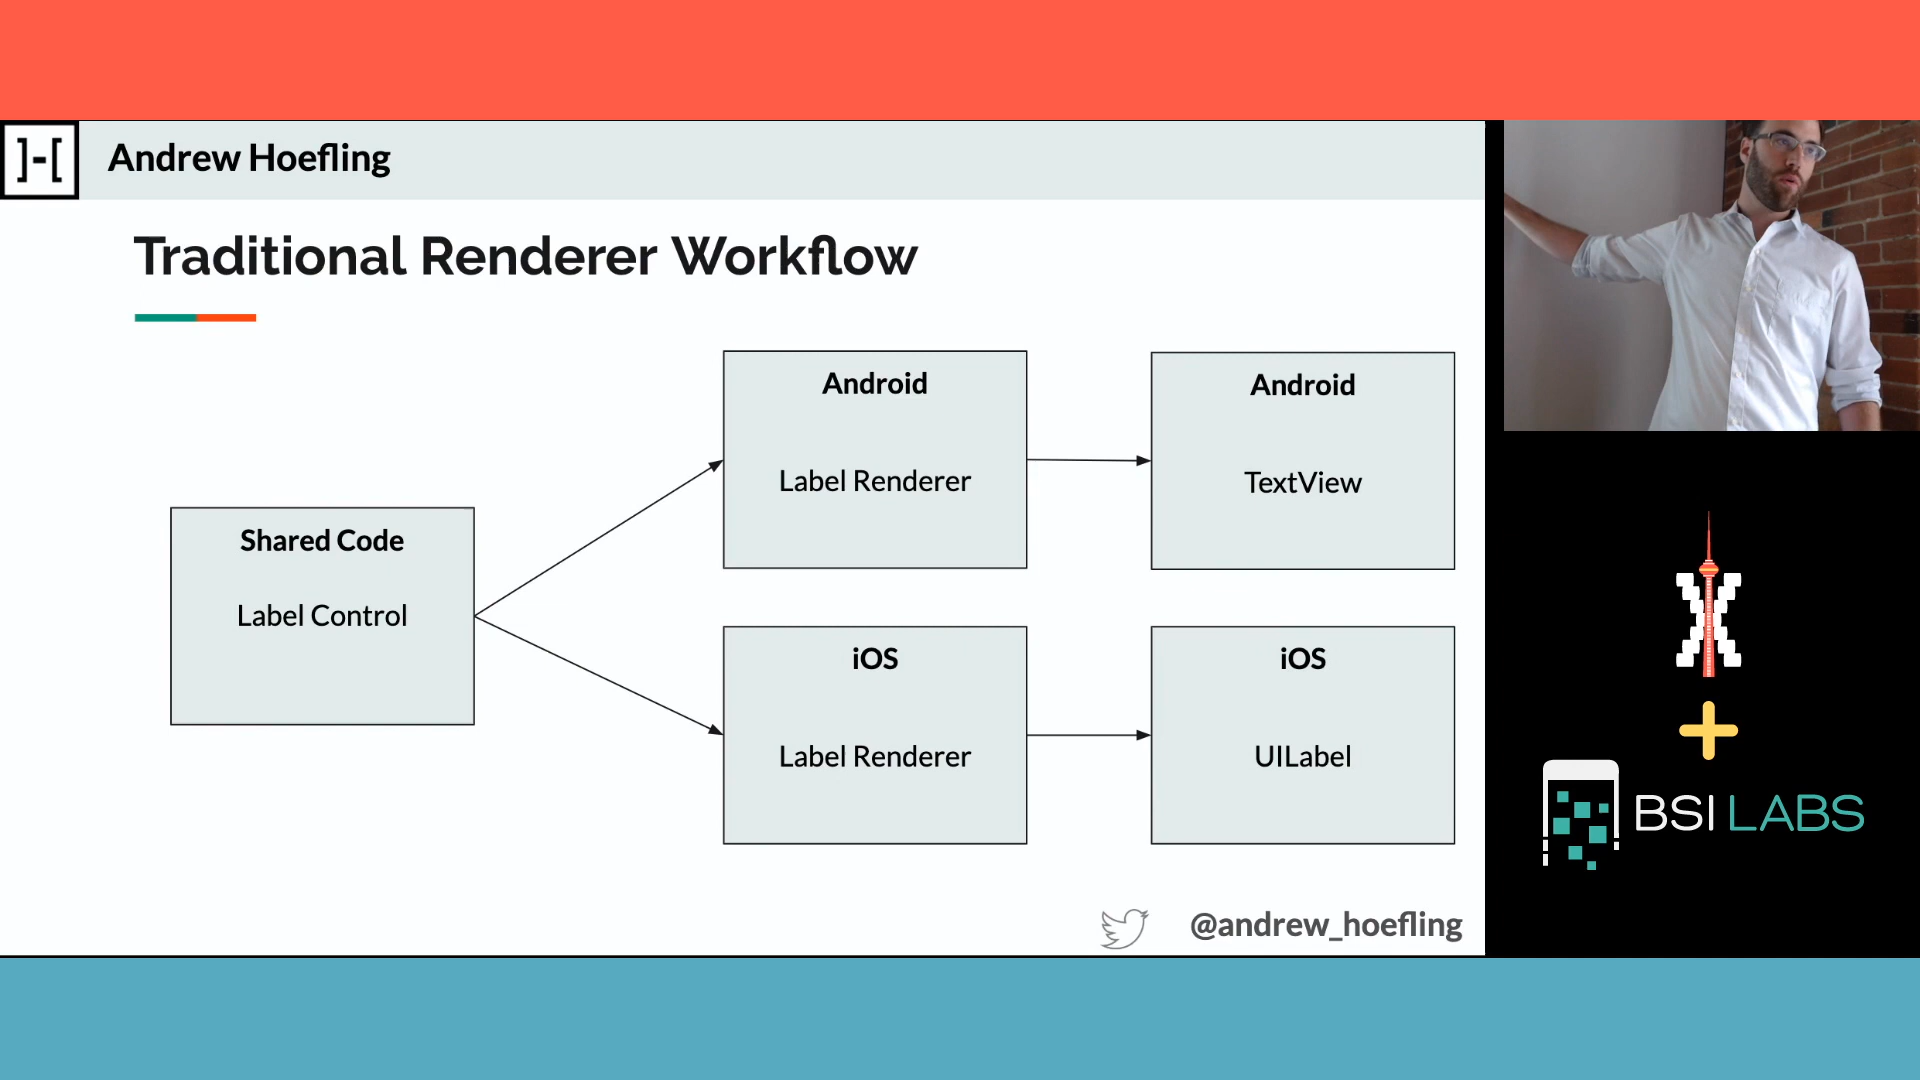 ]-[
Andrew Hoefling
Traditional Renderer Workflow
Android
Label Renderer
Android
TextView
Shared Code
Label Control
iOS
Label Renderer
iOS
UILabel
@andrew_hoefling
BSI LABS